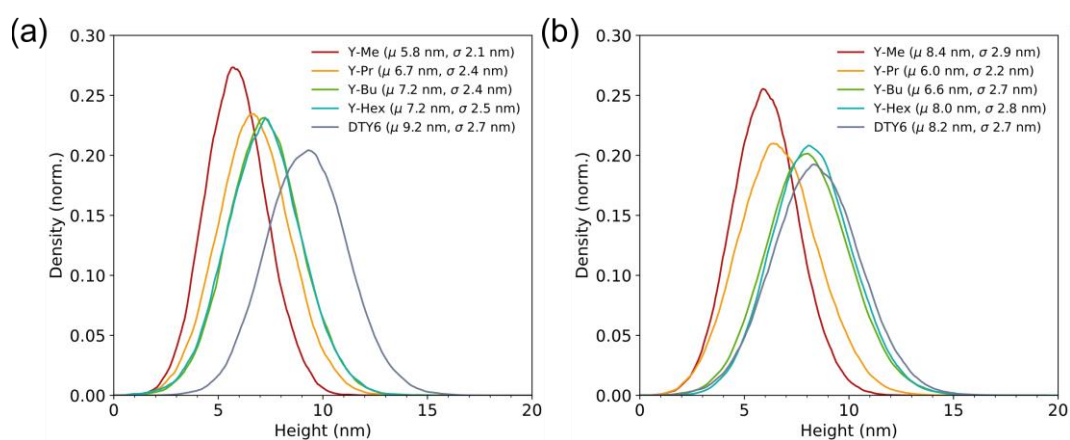 (a)
0.30
0.25
0.20
0.15
0.10
0.05
0.00
Density (norm.)
Y-Me (μ 5.8 nm, σ 2.1 nm)
Y-Pr (μ 6.7 nm, σ 2.4 nm)
Y-Bu (μ 7.2 nm, σ 2.4 nm)
Y-Hex (μ 7.2 nm, σ 2.5 nm)
DTY6 (μ 9.2 nm, σ 2.7 nm)
0 5 10 15 20
Height (nm)
(b)
0.30
0.25
0.20
0.15
0.10
0.05
0.00
Density (norm.)
Y-Me (μ 8.4 nm, σ 2.9 nm)
Y-Pr (μ 6.0 nm, σ 2.2 nm)
Y-Bu (μ 6.6 nm, σ 2.7 nm)
Y-Hex (μ 8.0 nm, σ 2.8 nm)
DTY6 (μ 8.2 nm, σ 2.7 nm)
0 5 10 15 20
Height (nm)